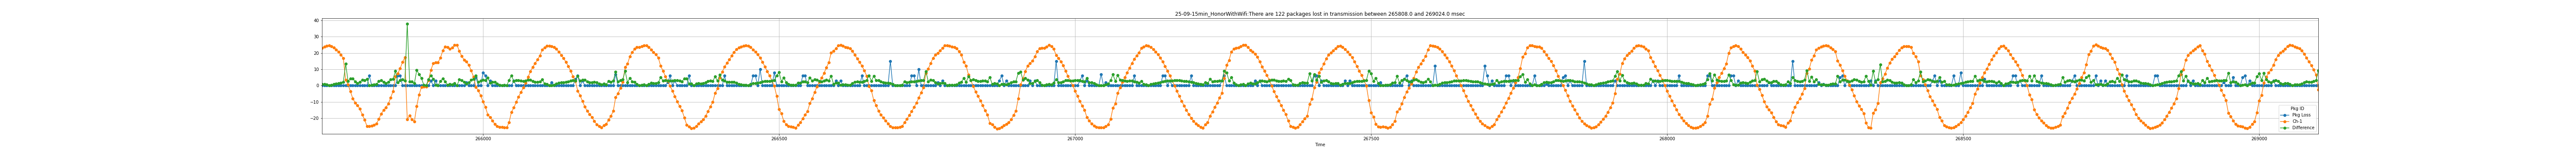 25-09-15min_HonorWithWifi:There are 122 packages lost in transmission between 265808.0 and 269024.0 msec
40
30
20
10
0
−10
−20
266000 266500 267000 267500 268000 268500 269000
Time
Pkg ID
Pkg Loss
Ch-1
Difference